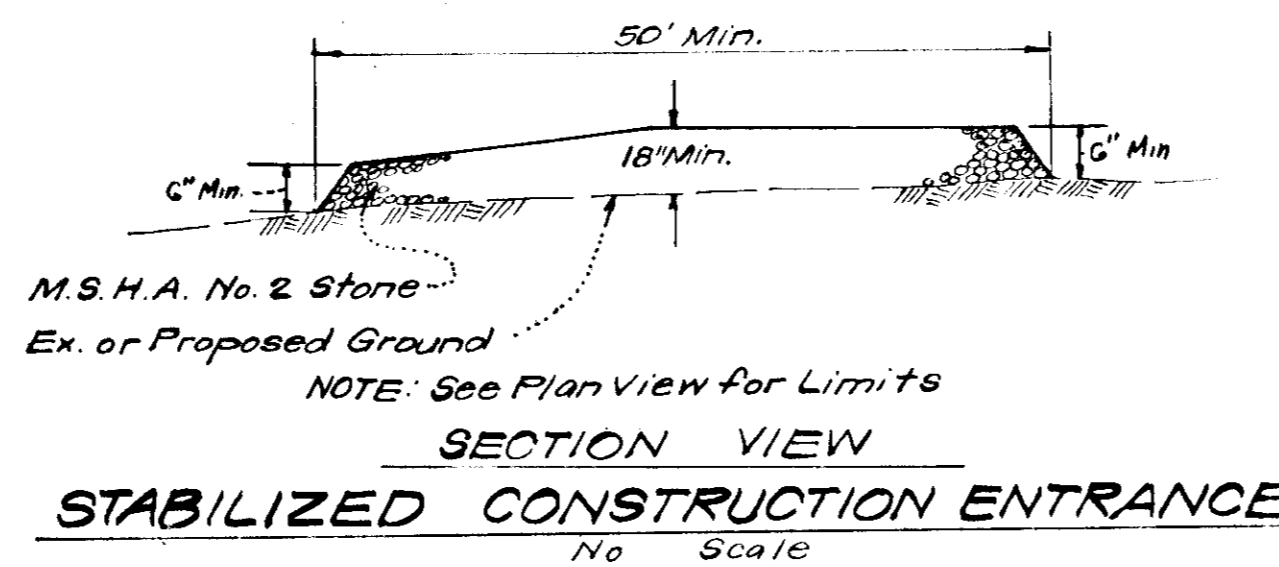 50' Min.
18" Min.
6" Min.
6" Min
M.S.H.A. No. 2 Stone
Ex. or Proposed Ground
NOTE: See Plan View for Limits
SECTION VIEW
STABILIZED CONSTRUCTION ENTRANCE
No Scale